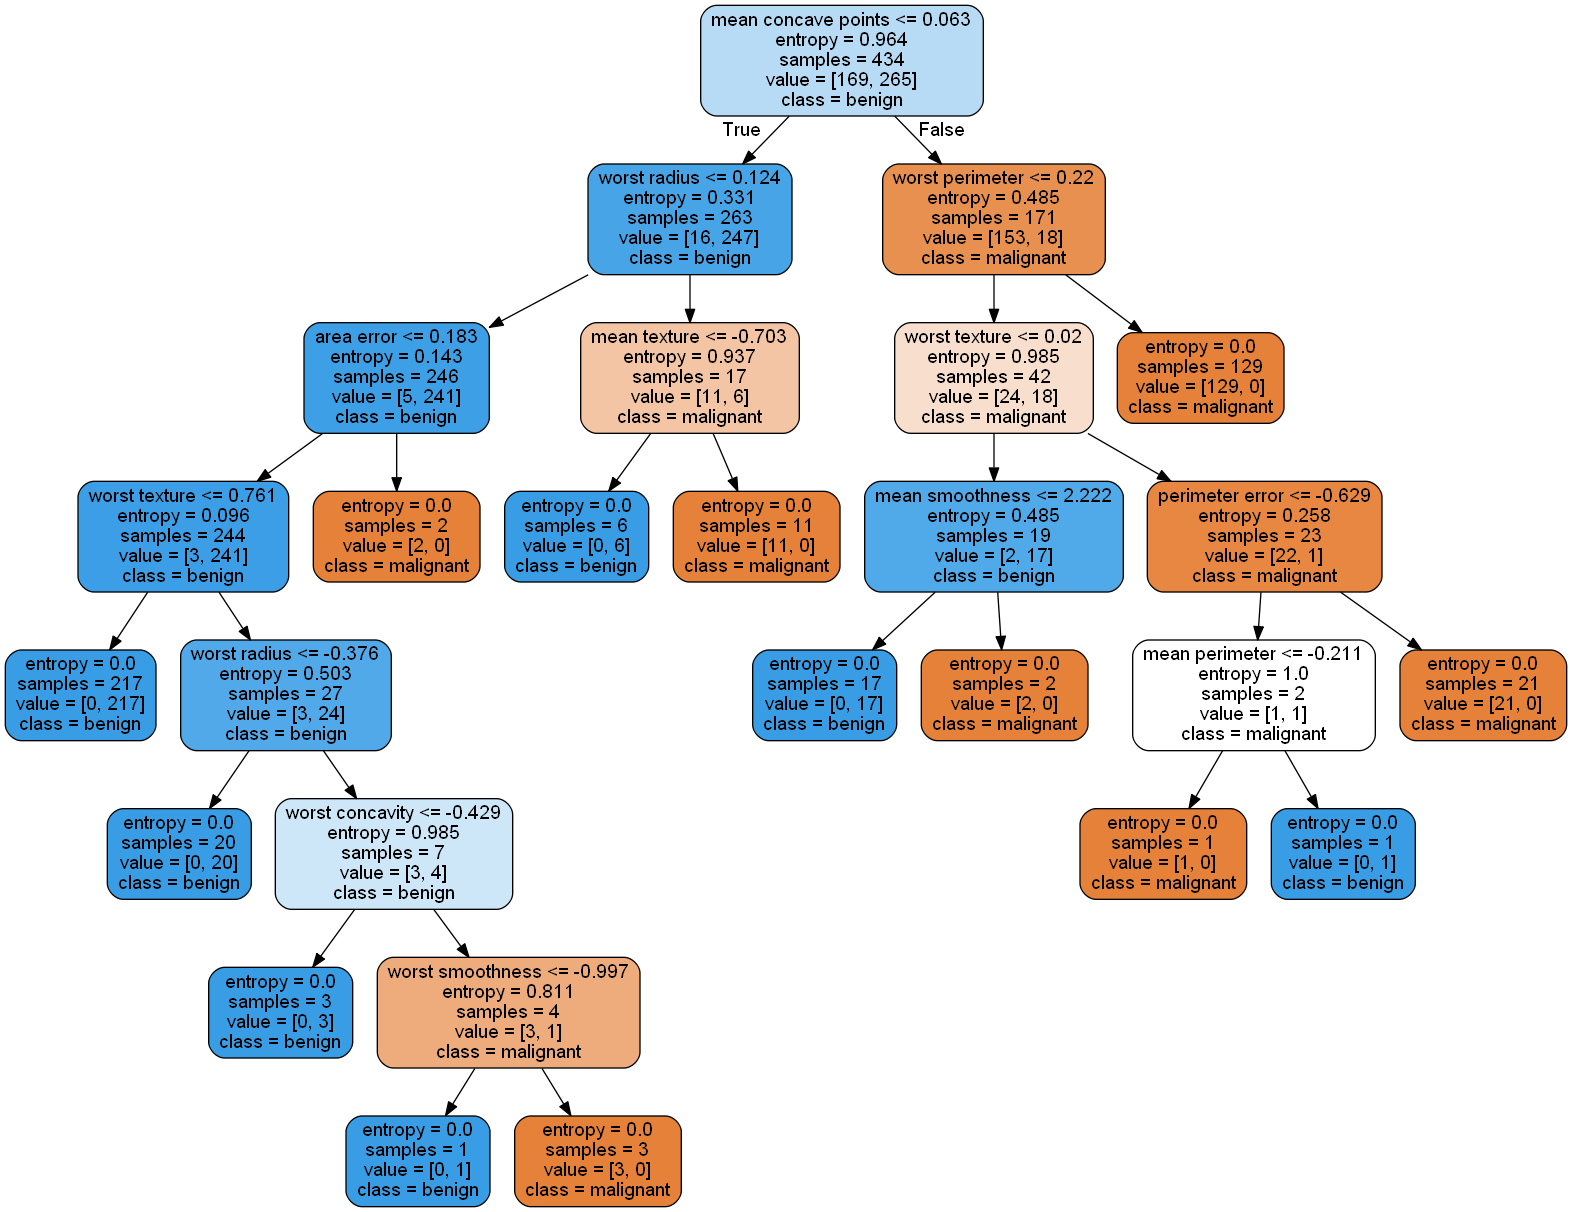 mean concave points <= 0.063
entropy = 0.964
samples = 434
value = [169, 265]
class = benign
True
False
worst radius <= 0.124
entropy = 0.331
samples = 263
value = [16, 247]
class = benign
worst perimeter <= 0.22
entropy = 0.485
samples = 171
value = [153, 18]
class = malignant
area error <= 0.183
entropy = 0.143
samples = 246
value = [5, 241]
class = benign
mean texture <= -0.703
entropy = 0.937
samples = 17
value = [11, 6]
class = malignant
worst texture <= 0.02
entropy = 0.985
samples = 42
value = [24, 18]
class = malignant
entropy = 0.0
samples = 129
value = [129, 0]
class = malignant
worst texture <= 0.761
entropy = 0.096
samples = 244
value = [3, 241]
class = benign
entropy = 0.0
samples = 2
value = [2, 0]
class = malignant
entropy = 0.0
samples = 6
value = [0, 6]
class = benign
entropy = 0.0
samples = 11
value = [11, 0]
class = malignant
mean smoothness <= 2.222
entropy = 0.485
samples = 19
value = [2, 17]
class = benign
perimeter error <= -0.629
entropy = 0.258
samples = 23
value = [22, 1]
class = malignant
entropy = 0.0
samples = 217
value = [0, 217]
class = benign
worst radius <= -0.376
entropy = 0.503
samples = 27
value = [3, 24]
class = benign
entropy = 0.0
samples = 17
value = [0, 17]
class = benign
entropy = 0.0
samples = 2
value = [2, 0]
class = malignant
mean perimeter <= -0.211
entropy = 1.0
samples = 2
value = [1, 1]
class = malignant
entropy = 0.0
samples = 21
value = [21, 0]
class = malignant
entropy = 0.0
samples = 20
value = [0, 20]
class = benign
worst concavity <= -0.429
entropy = 0.985
samples = 7
value = [3, 4]
class = benign
entropy = 0.0
samples = 1
value = [1, 0]
class = malignant
entropy = 0.0
samples = 1
value = [0, 1]
class = benign
entropy = 0.0
samples = 3
value = [0, 3]
class = benign
worst smoothness <= -0.997
entropy = 0.811
samples = 4
value = [3, 1]
class = malignant
entropy = 0.0
samples = 1
value = [0, 1]
class = benign
entropy = 0.0
samples = 3
value = [3, 0]
class = malignant